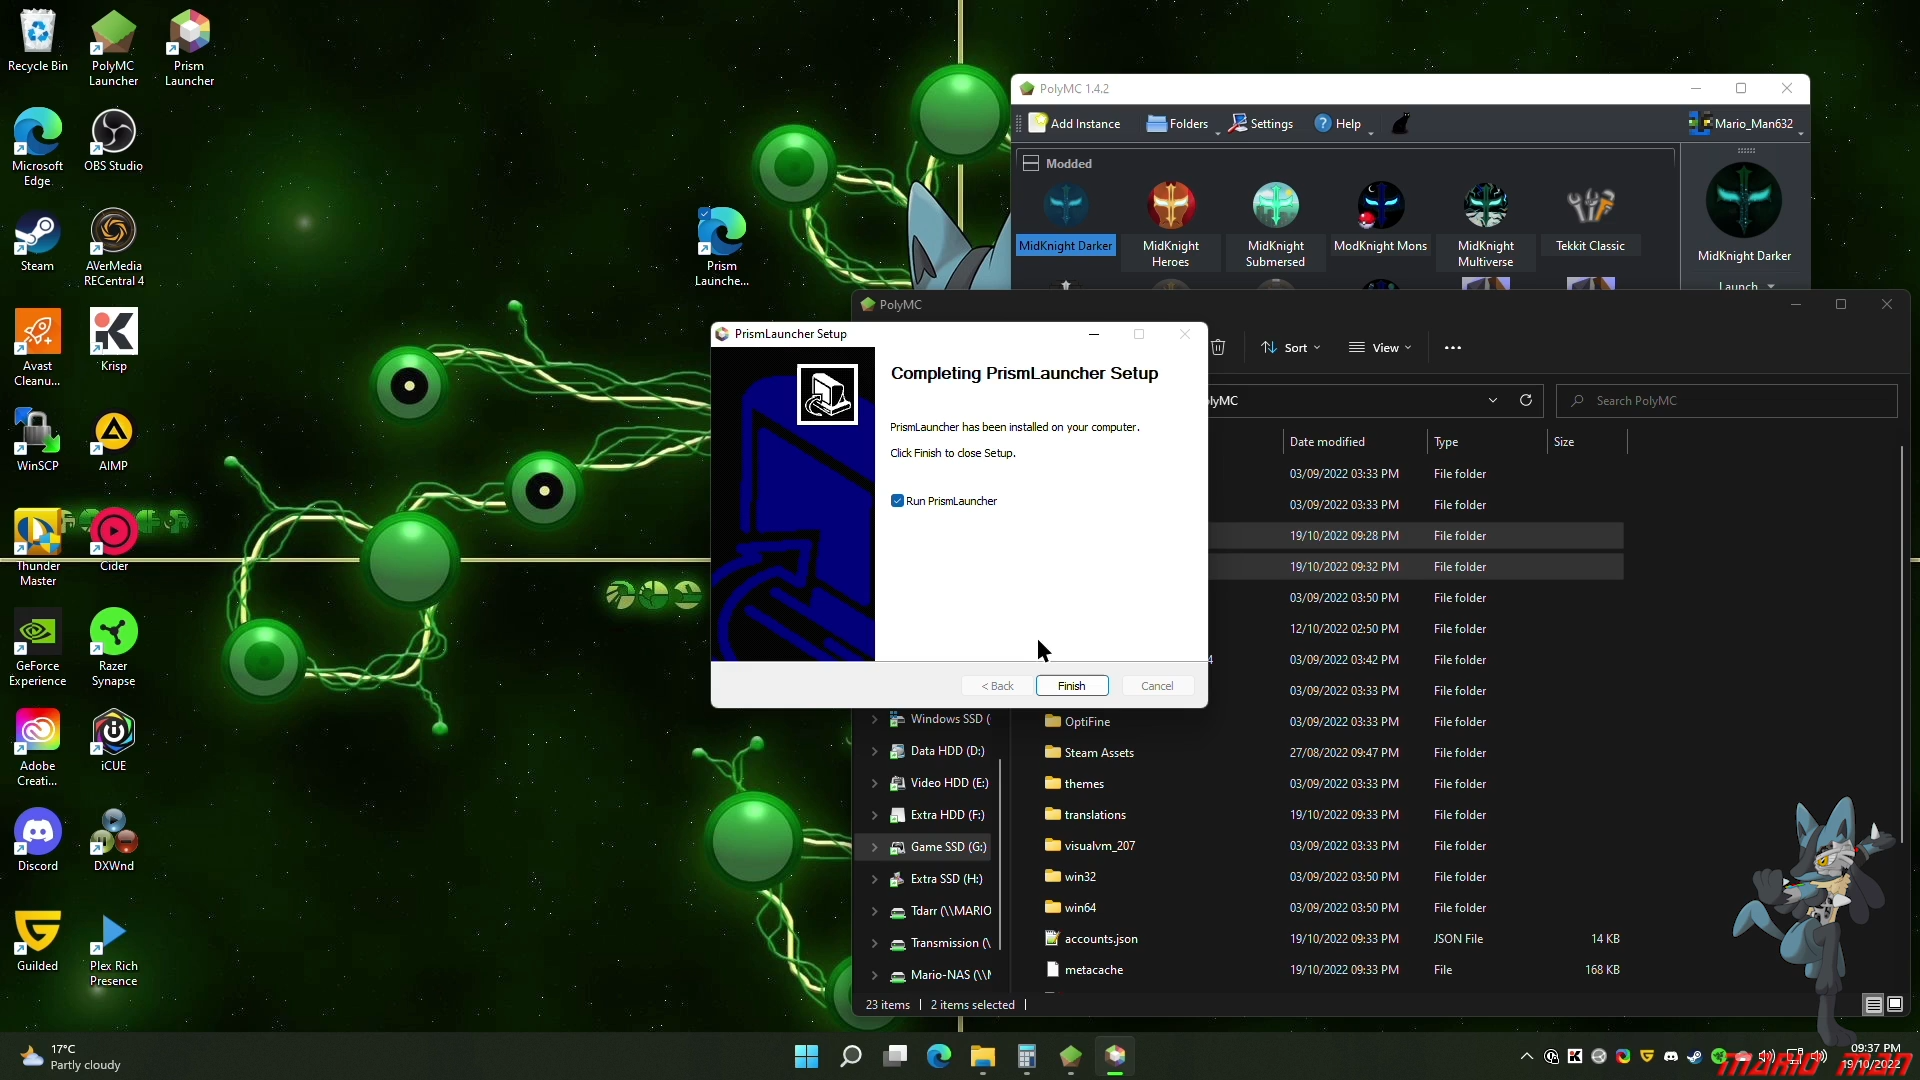 Recycle Bin
PolyMC
Launcher
Prism
Launcher
Microsoft
Edge
OBS Studio
Steam
AVerMedia
RECentral 4
Avast
Cleanu...
Krisp
WinSCP
AIMP
Thunder
Master
Cider
GeForce
Experience
Razer
Synapse
Adobe
Creati...
iCUE
Discord
DXWnd
Guilded
Plex Rich
Presence
Prism
Launche...
PolyMC 1.4.2
Add Instance
Folders
Settings
Help
Mario_Man632
Modded
MidKnight Darker
MidKnight
Heroes
MidKnight
Submersed
ModKnight Mons
MidKnight
Multiverse
Tekkit Classic
MidKnight Darker
Launch
PolyMC
Sort
View
lyMC
Search PolyMC
Date modified Type Size
03/09/2022 03:33 PM File folder
03/09/2022 03:33 PM File folder
19/10/2022 09:28 PM File folder
19/10/2022 09:32 PM File folder
03/09/2022 03:50 PM File folder
12/10/2022 02:50 PM File folder
4 03/09/2022 03:42 PM File folder
03/09/2022 03:33 PM File folder
OptiFine 03/09/2022 03:33 PM File folder
Steam Assets 27/08/2022 09:47 PM File folder
themes 03/09/2022 03:33 PM File folder
translations 19/10/2022 09:33 PM File folder
visualvm_207 03/09/2022 03:33 PM File folder
win32 03/09/2022 03:50 PM File folder
win64 03/09/2022 03:50 PM File folder
accounts.json 19/10/2022 09:33 PM JSON File 14 KB
metacache 19/10/2022 09:33 PM File 168 KB
Windows SSD (
Data HDD (D:)
Video HDD (E:)
Extra HDD (F:)
Game SSD (G:)
Extra SSD (H:)
Tdarr (\\MARIO
Transmission (\
Mario-NAS (\\
23 items
2 items selected
PrismLauncher Setup
Completing PrismLauncher Setup
PrismLauncher has been installed on your computer.
Click Finish to close Setup.
Run PrismLauncher
< Back
Finish
Cancel
17°C
Partly cloudy
09:37 PM
19/10/2022
MARIO MAN